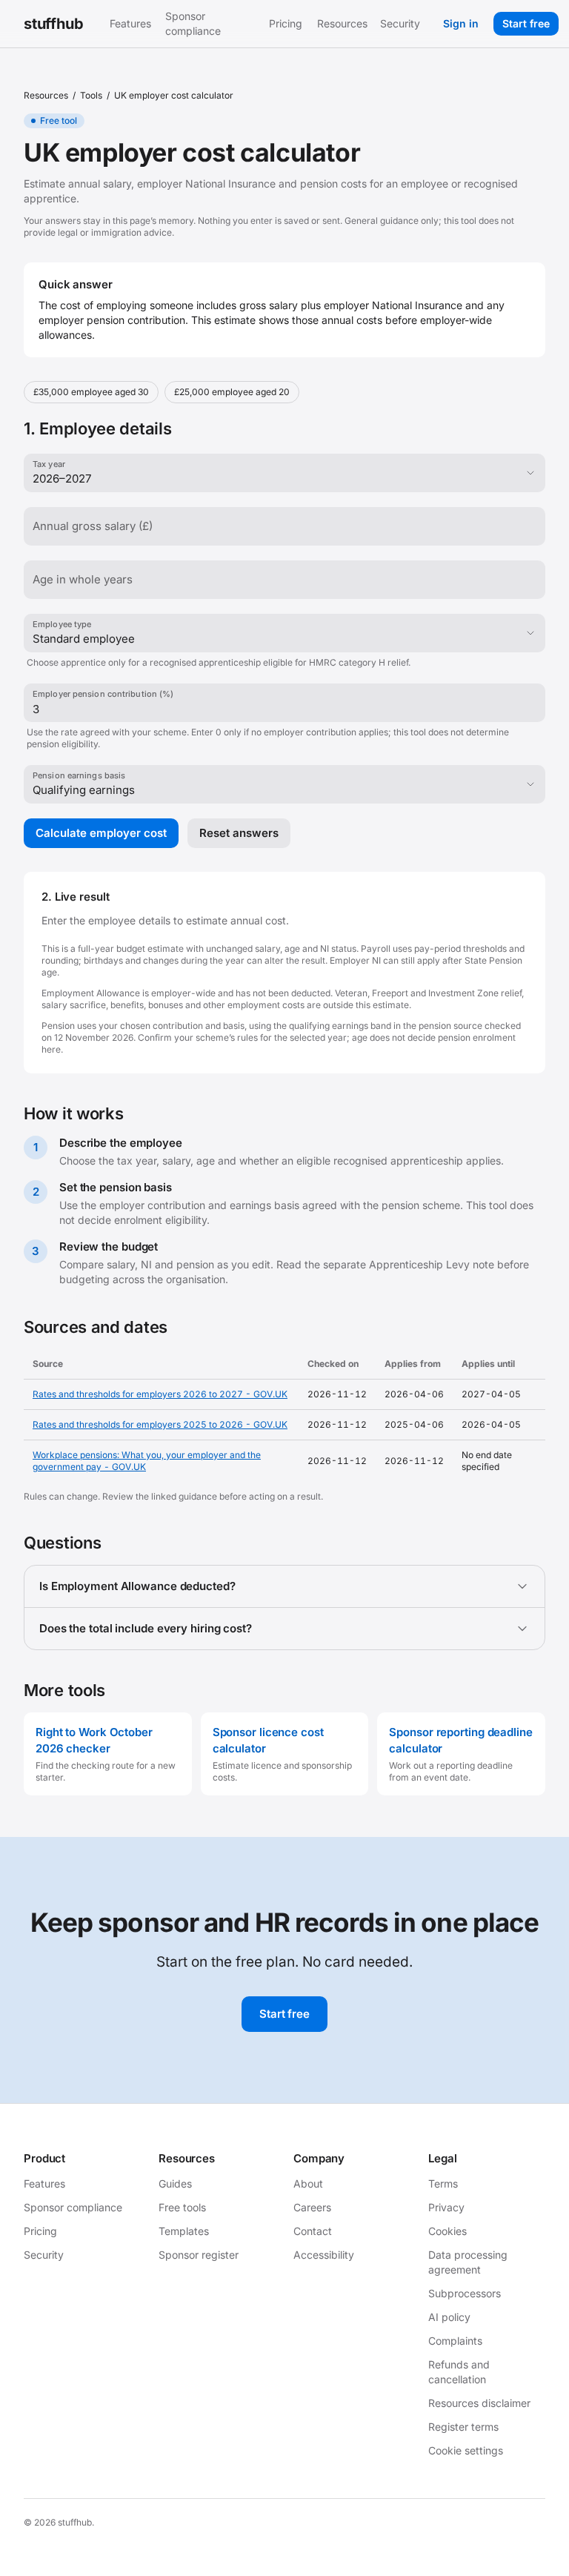 stuffhub
Features
Sponsor
compliance
Pricing
Resources
Security
Sign in
Start free
Resources / Tools / UK employer cost calculator
Free tool
UK employer cost calculator
Estimate annual salary, employer National Insurance and pension costs for an employee or recognised
apprentice.
Your answers stay in this page’s memory. Nothing you enter is saved or sent. General guidance only; this tool does not
provide legal or immigration advice.
Quick answer
The cost of employing someone includes gross salary plus employer National Insurance and any
employer pension contribution. This estimate shows those annual costs before employer-wide
allowances.
£35,000 employee aged 30
£25,000 employee aged 20
1. Employee details
Tax year
2026–2027
Annual gross salary (£)
Age in whole years
Employee type
Standard employee
Choose apprentice only for a recognised apprenticeship eligible for HMRC category H relief.
Employer pension contribution (%)
3
Use the rate agreed with your scheme. Enter 0 only if no employer contribution applies; this tool does not determine
pension eligibility.
Pension earnings basis
Qualifying earnings
Calculate employer cost
Reset answers
2. Live result
Enter the employee details to estimate annual cost.
This is a full-year budget estimate with unchanged salary, age and NI status. Payroll uses pay-period thresholds and
rounding; birthdays and changes during the year can alter the result. Employer NI can still apply after State Pension
age.
Employment Allowance is employer-wide and has not been deducted. Veteran, Freeport and Investment Zone relief,
salary sacrifice, benefits, bonuses and other employment costs are outside this estimate.
Pension uses your chosen contribution and basis, using the qualifying earnings band in the pension source checked
on 12 November 2026. Confirm your scheme’s rules for the selected year; age does not decide pension enrolment
here.
How it works
1
Describe the employee
Choose the tax year, salary, age and whether an eligible recognised apprenticeship applies.
2
Set the pension basis
Use the employer contribution and earnings basis agreed with the pension scheme. This tool does
not decide enrolment eligibility.
3
Review the budget
Compare salary, NI and pension as you edit. Read the separate Apprenticeship Levy note before
budgeting across the organisation.
Sources and dates
Source Checked on Applies from Applies until
Rates and thresholds for employers 2026 to 2027 - GOV.UK 2026-11-12 2026-04-06 2027-04-05
Rates and thresholds for employers 2025 to 2026 - GOV.UK 2026-11-12 2025-04-06 2026-04-05
Workplace pensions: What you, your employer and the
government pay - GOV.UK
2026-11-12 2026-11-12
No end date
specified
Rules can change. Review the linked guidance before acting on a result.
Questions
Is Employment Allowance deducted?
Does the total include every hiring cost?
More tools
Right to Work October
2026 checker
Find the checking route for a new
starter.
Sponsor licence cost
calculator
Estimate licence and sponsorship
costs.
Sponsor reporting deadline
calculator
Work out a reporting deadline
from an event date.
Keep sponsor and HR records in one place
Start on the free plan. No card needed.
Start free
Product
Features
Sponsor compliance
Pricing
Security
Resources
Guides
Free tools
Templates
Sponsor register
Company
About
Careers
Contact
Accessibility
Legal
Terms
Privacy
Cookies
Data processing
agreement
Subprocessors
AI policy
Complaints
Refunds and
cancellation
Resources disclaimer
Register terms
Cookie settings
© 2026 stuffhub.